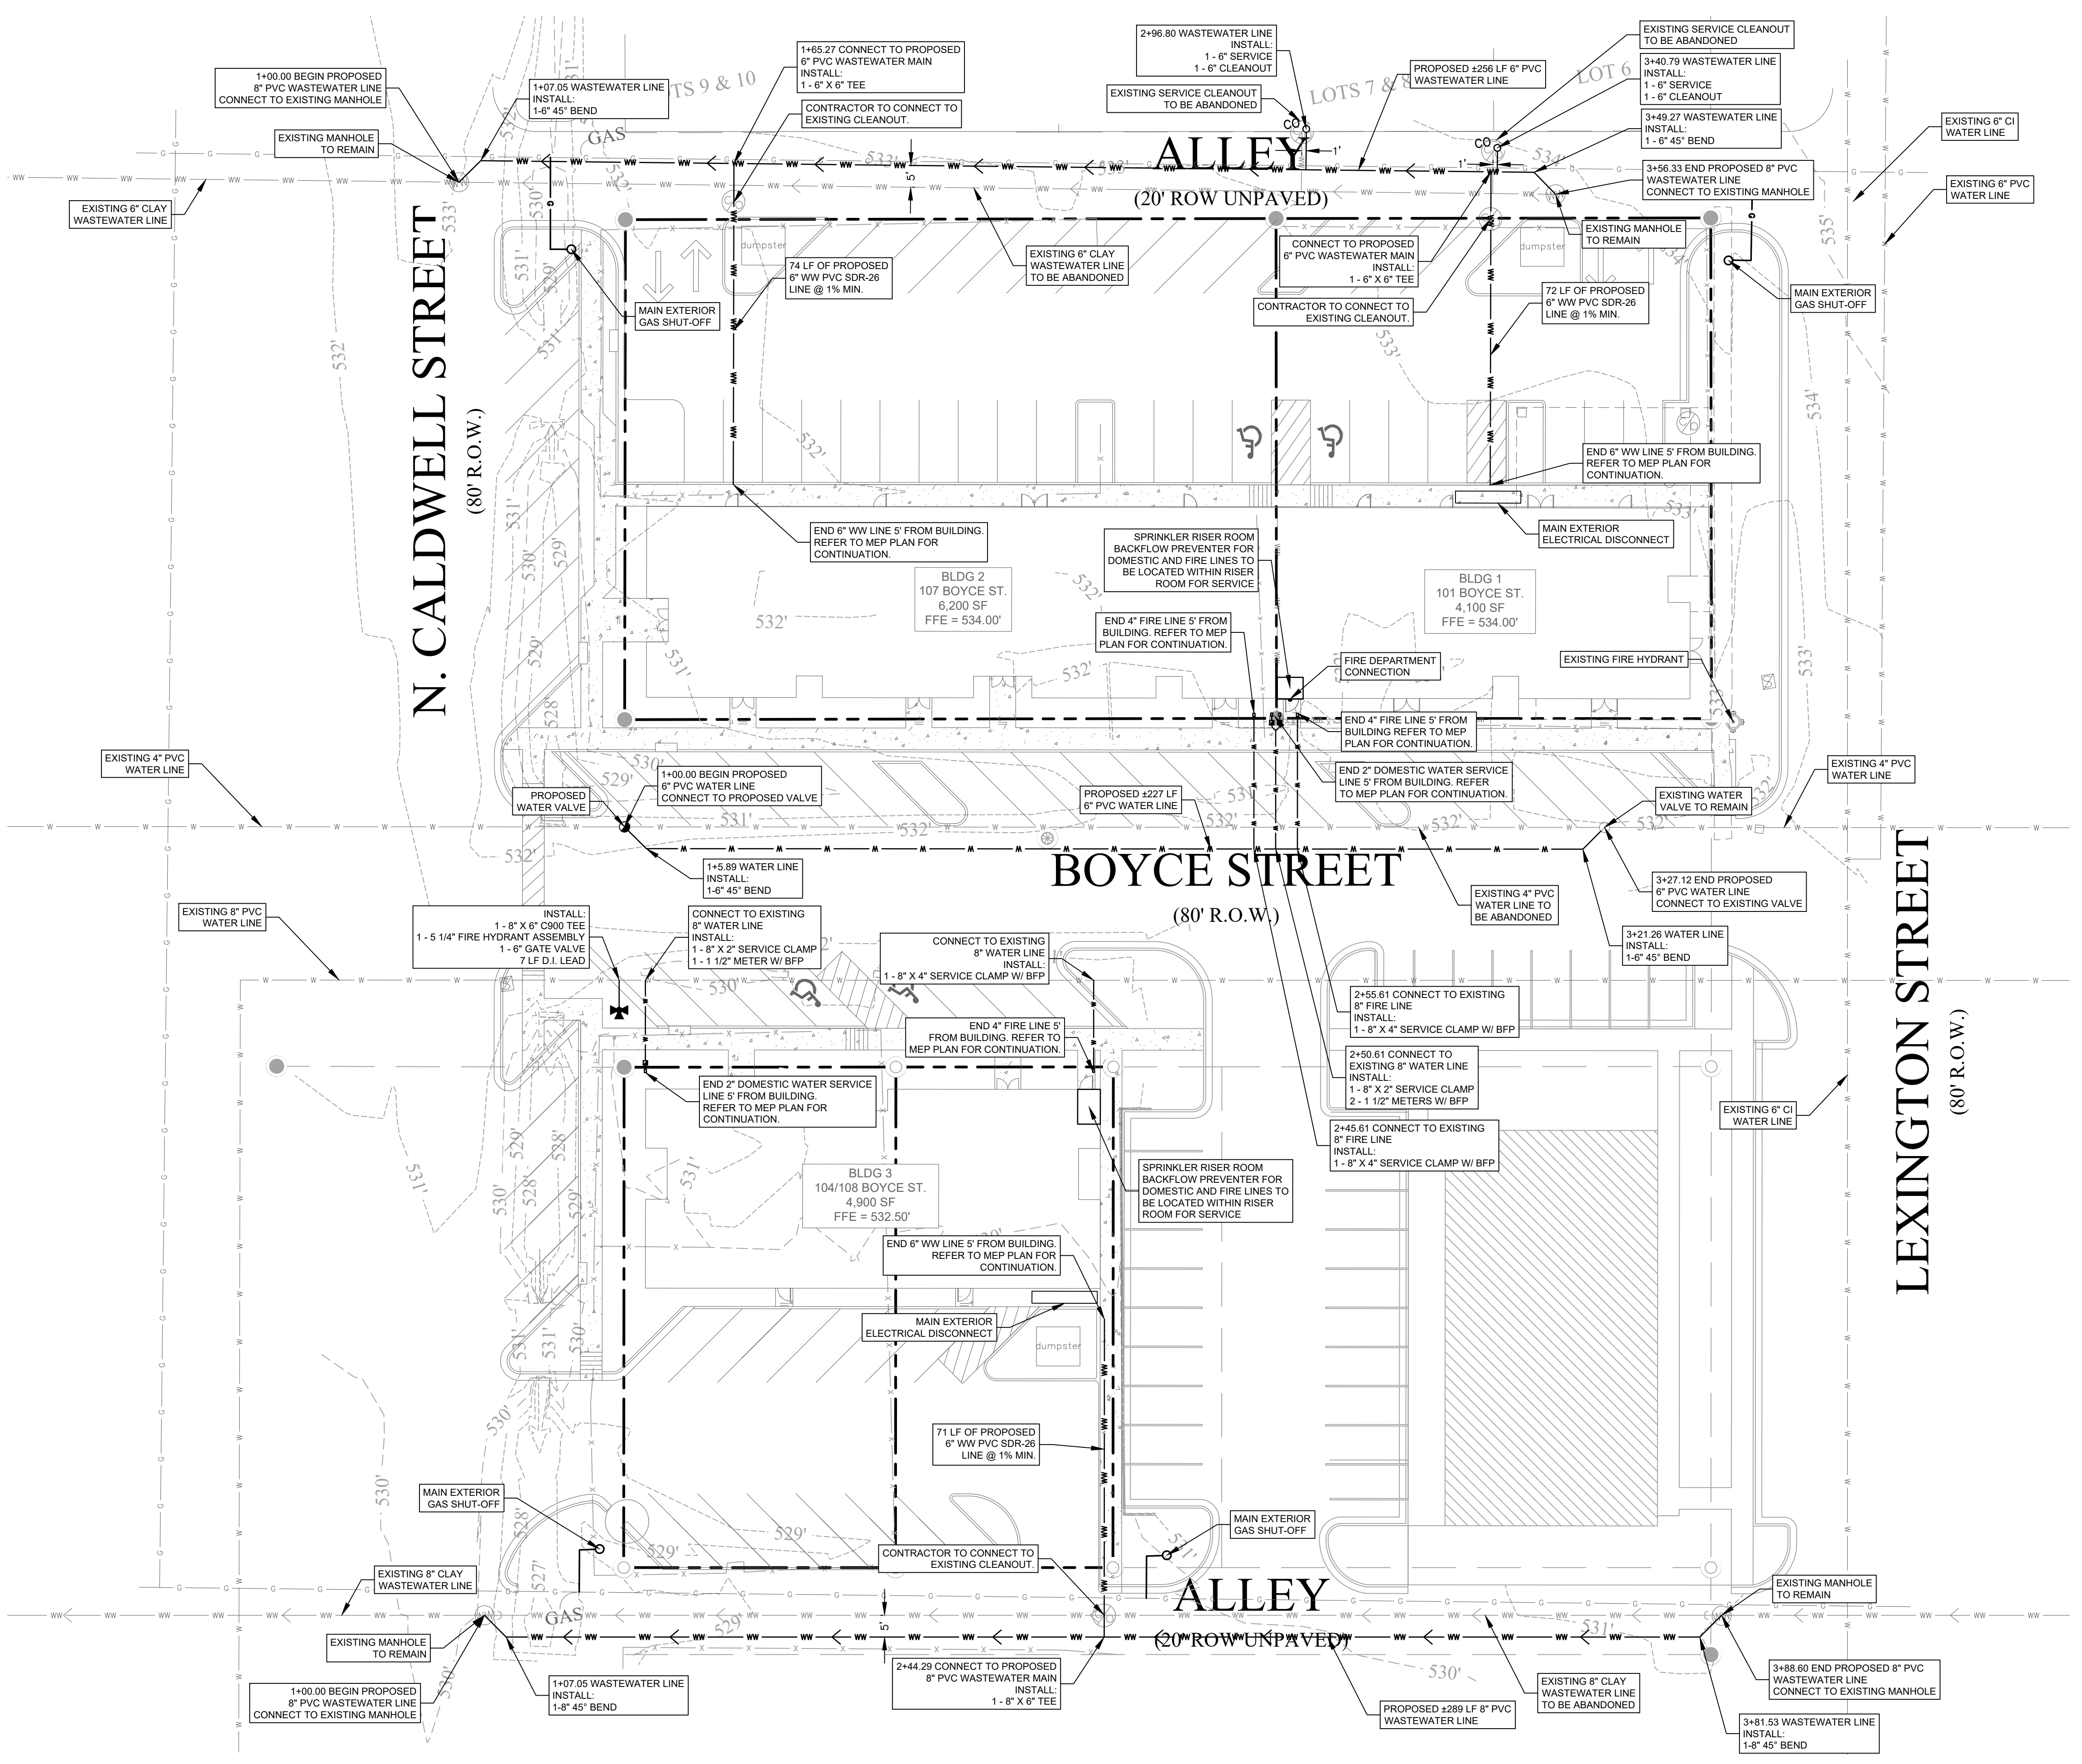 1+00.00 BEGIN PROPOSED
8" PVC WASTEWATER LINE
CONNECT TO EXISTING MANHOLE
1+07.05 WASTEWATER LINE
INSTALL:
1-6" 45° BEND
1+65.27 CONNECT TO PROPOSED
6" PVC WASTEWATER MAIN
INSTALL:
1 - 6" X 6" TEE
CONTRACTOR TO CONNECT TO
EXISTING CLEANOUT.
2+96.80 WASTEWATER LINE
INSTALL:
1 - 6" SERVICE
1 - 6" CLEANOUT
EXISTING SERVICE CLEANOUT
TO BE ABANDONED
PROPOSED ±256 LF 6" PVC
WASTEWATER LINE
EXISTING SERVICE CLEANOUT
TO BE ABANDONED
3+40.79 WASTEWATER LINE
INSTALL:
1 - 6" SERVICE
1 - 6" CLEANOUT
3+49.27 WASTEWATER LINE
INSTALL:
1 - 6" 45° BEND
3+56.33 END PROPOSED 8" PVC
WASTEWATER LINE
CONNECT TO EXISTING MANHOLE
EXISTING MANHOLE
TO REMAIN
EXISTING 6" CI
WATER LINE
EXISTING 6" PVC
WATER LINE
EXISTING MANHOLE
TO REMAIN
EXISTING 6" CLAY
WASTEWATER LINE
LOTS 7 & 8
LOT 6
GAS
CO
CO
1'
1'
5'
ALLEY
(20' ROW UNPAVED)
dumpster
dumpster
74 LF OF PROPOSED
6" WW PVC SDR-26
LINE @ 1% MIN.
EXISTING 6" CLAY
WASTEWATER LINE
TO BE ABANDONED
CONNECT TO PROPOSED
6" PVC WASTEWATER MAIN
INSTALL:
1 - 6" X 6" TEE
CONTRACTOR TO CONNECT TO
EXISTING CLEANOUT.
72 LF OF PROPOSED
6" WW PVC SDR-26
LINE @ 1% MIN.
MAIN EXTERIOR
GAS SHUT-OFF
MAIN EXTERIOR
GAS SHUT-OFF
N. CALDWELL STREET
(80' R.O.W.)
END 6" WW LINE 5' FROM BUILDING.
REFER TO MEP PLAN FOR
CONTINUATION.
END 6" WW LINE 5' FROM BUILDING.
REFER TO MEP PLAN FOR
CONTINUATION.
MAIN EXTERIOR
ELECTRICAL DISCONNECT
SPRINKLER RISER ROOM
BACKFLOW PREVENTER FOR
DOMESTIC AND FIRE LINES TO
BE LOCATED WITHIN RISER
ROOM FOR SERVICE
BLDG 2
107 BOYCE ST.
6,200 SF
FFE = 534.00'
BLDG 1
101 BOYCE ST.
4,100 SF
FFE = 534.00'
END 4" FIRE LINE 5' FROM
BUILDING. REFER TO MEP
PLAN FOR CONTINUATION.
FIRE DEPARTMENT
CONNECTION
EXISTING FIRE HYDRANT
END 4" FIRE LINE 5' FROM
BUILDING REFER TO MEP
PLAN FOR CONTINUATION.
END 2" DOMESTIC WATER SERVICE
LINE 5' FROM BUILDING. REFER
TO MEP PLAN FOR CONTINUATION.
EXISTING 4" PVC
WATER LINE
PROPOSED
WATER VALVE
1+00.00 BEGIN PROPOSED
6" PVC WATER LINE
CONNECT TO PROPOSED VALVE
PROPOSED ±227 LF
6" PVC WATER LINE
EXISTING WATER
VALVE TO REMAIN
EXISTING 4" PVC
WATER LINE
1+5.89 WATER LINE
INSTALL:
1-6" 45° BEND
BOYCE STREET
(80' R.O.W.)
EXISTING 4" PVC
WATER LINE TO
BE ABANDONED
3+27.12 END PROPOSED
6" PVC WATER LINE
CONNECT TO EXISTING VALVE
3+21.26 WATER LINE
INSTALL:
1-6" 45° BEND
EXISTING 8" PVC
WATER LINE
INSTALL:
1 - 8" X 6" C900 TEE
1 - 5 1/4" FIRE HYDRANT ASSEMBLY
1 - 6" GATE VALVE
7 LF D.I. LEAD
CONNECT TO EXISTING
8" WATER LINE
INSTALL:
1 - 8" X 2" SERVICE CLAMP
1 - 1 1/2" METER W/ BFP
CONNECT TO EXISTING
8" WATER LINE
INSTALL:
1 - 8" X 4" SERVICE CLAMP W/ BFP
END 4" FIRE LINE 5'
FROM BUILDING. REFER TO
MEP PLAN FOR CONTINUATION.
2+55.61 CONNECT TO EXISTING
8" FIRE LINE
INSTALL:
1 - 8" X 4" SERVICE CLAMP W/ BFP
2+50.61 CONNECT TO
EXISTING 8" WATER LINE
INSTALL:
1 - 8" X 2" SERVICE CLAMP
2 - 1 1/2" METERS W/ BFP
2+45.61 CONNECT TO EXISTING
8" FIRE LINE
INSTALL:
1 - 8" X 4" SERVICE CLAMP W/ BFP
LEXINGTON STREET
(80' R.O.W.)
EXISTING 6" CI
WATER LINE
END 2" DOMESTIC WATER SERVICE
LINE 5' FROM BUILDING.
REFER TO MEP PLAN FOR
CONTINUATION.
BLDG 3
104/108 BOYCE ST.
4,900 SF
FFE = 532.50'
SPRINKLER RISER ROOM
BACKFLOW PREVENTER FOR
DOMESTIC AND FIRE LINES TO
BE LOCATED WITHIN RISER
ROOM FOR SERVICE
END 6" WW LINE 5' FROM BUILDING.
REFER TO MEP PLAN FOR
CONTINUATION.
MAIN EXTERIOR
ELECTRICAL DISCONNECT
dumpster
71 LF OF PROPOSED
6" WW PVC SDR-26
LINE @ 1% MIN.
MAIN EXTERIOR
GAS SHUT-OFF
MAIN EXTERIOR
GAS SHUT-OFF
CONTRACTOR TO CONNECT TO
EXISTING CLEANOUT.
EXISTING 8" CLAY
WASTEWATER LINE
GAS
5'
ALLEY
(20' ROW UNPAVED)
EXISTING MANHOLE
TO REMAIN
EXISTING MANHOLE
TO REMAIN
1+00.00 BEGIN PROPOSED
8" PVC WASTEWATER LINE
CONNECT TO EXISTING MANHOLE
1+07.05 WASTEWATER LINE
INSTALL:
1-8" 45° BEND
2+44.29 CONNECT TO PROPOSED
8" PVC WASTEWATER MAIN
INSTALL:
1 - 8" X 6" TEE
PROPOSED ±289 LF 8" PVC
WASTEWATER LINE
EXISTING 8" CLAY
WASTEWATER LINE
TO BE ABANDONED
3+88.60 END PROPOSED 8" PVC
WASTEWATER LINE
CONNECT TO EXISTING MANHOLE
3+81.53 WASTEWATER LINE
INSTALL:
1-8" 45° BEND